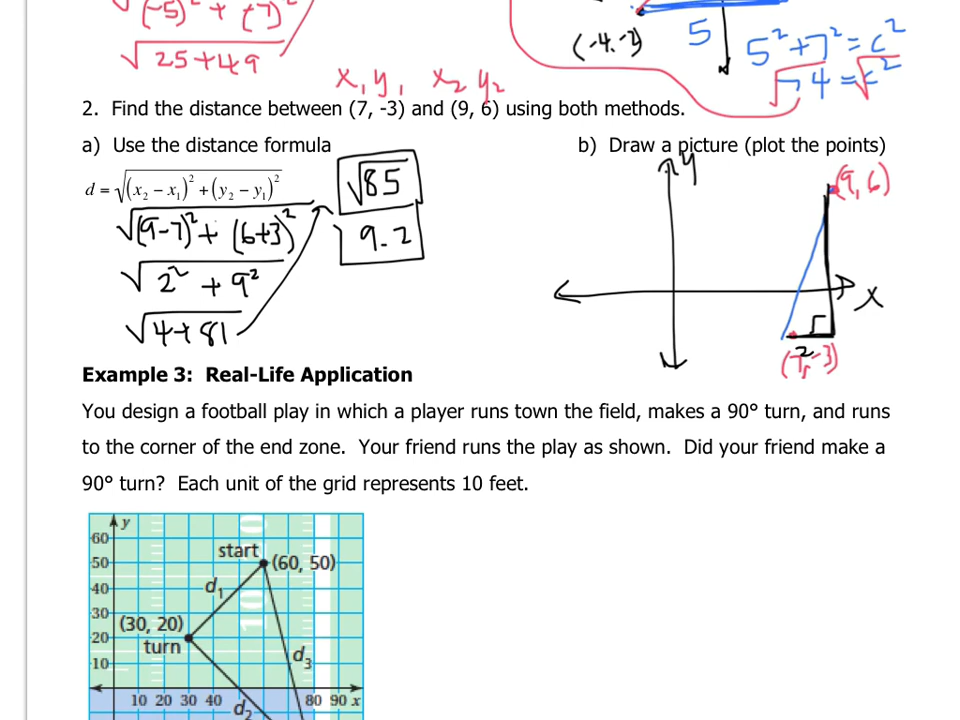 √(-5)² + (7)²
√25+49
(-4,-2)
5
5²+7²=c²
√74=√c²
x₁ y₁ x₂ y₂
2. Find the distance between (7, -3) and (9, 6) using both methods.
a) Use the distance formula
b) Draw a picture (plot the points)
d = √(x₂ – x₁)² + (y₂ – y₁)²
√85
√(9-7)² + (6+3)²
9.2
√2² + 9²
√4+81
y
(9,6)
x
2
(7,-3)
Example 3: Real-Life Application
You design a football play in which a player runs town the field, makes a 90° turn, and runs
to the corner of the end zone. Your friend runs the play as shown. Did your friend make a
90° turn? Each unit of the grid represents 10 feet.
y
60
start
50
(60, 50)
40
d₁
30
(30, 20)
20
turn
d₃
10
10 20 30 40
d₂
80 90 x